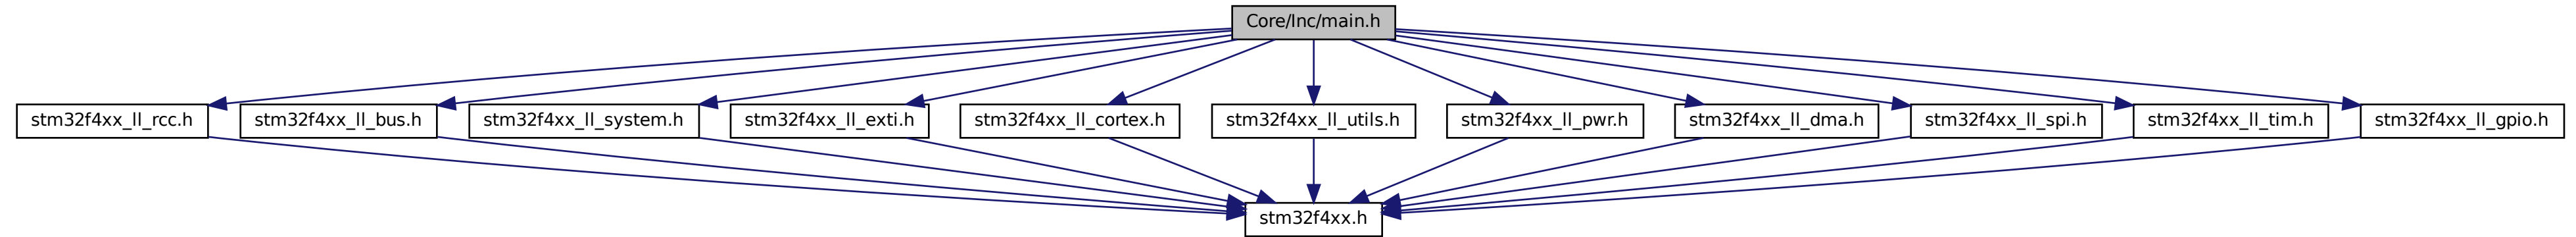 Core/Inc/main.h
stm32f4xx_ll_rcc.h
stm32f4xx_ll_bus.h
stm32f4xx_ll_system.h
stm32f4xx_ll_exti.h
stm32f4xx_ll_cortex.h
stm32f4xx_ll_utils.h
stm32f4xx_ll_pwr.h
stm32f4xx_ll_dma.h
stm32f4xx_ll_spi.h
stm32f4xx_ll_tim.h
stm32f4xx_ll_gpio.h
stm32f4xx.h